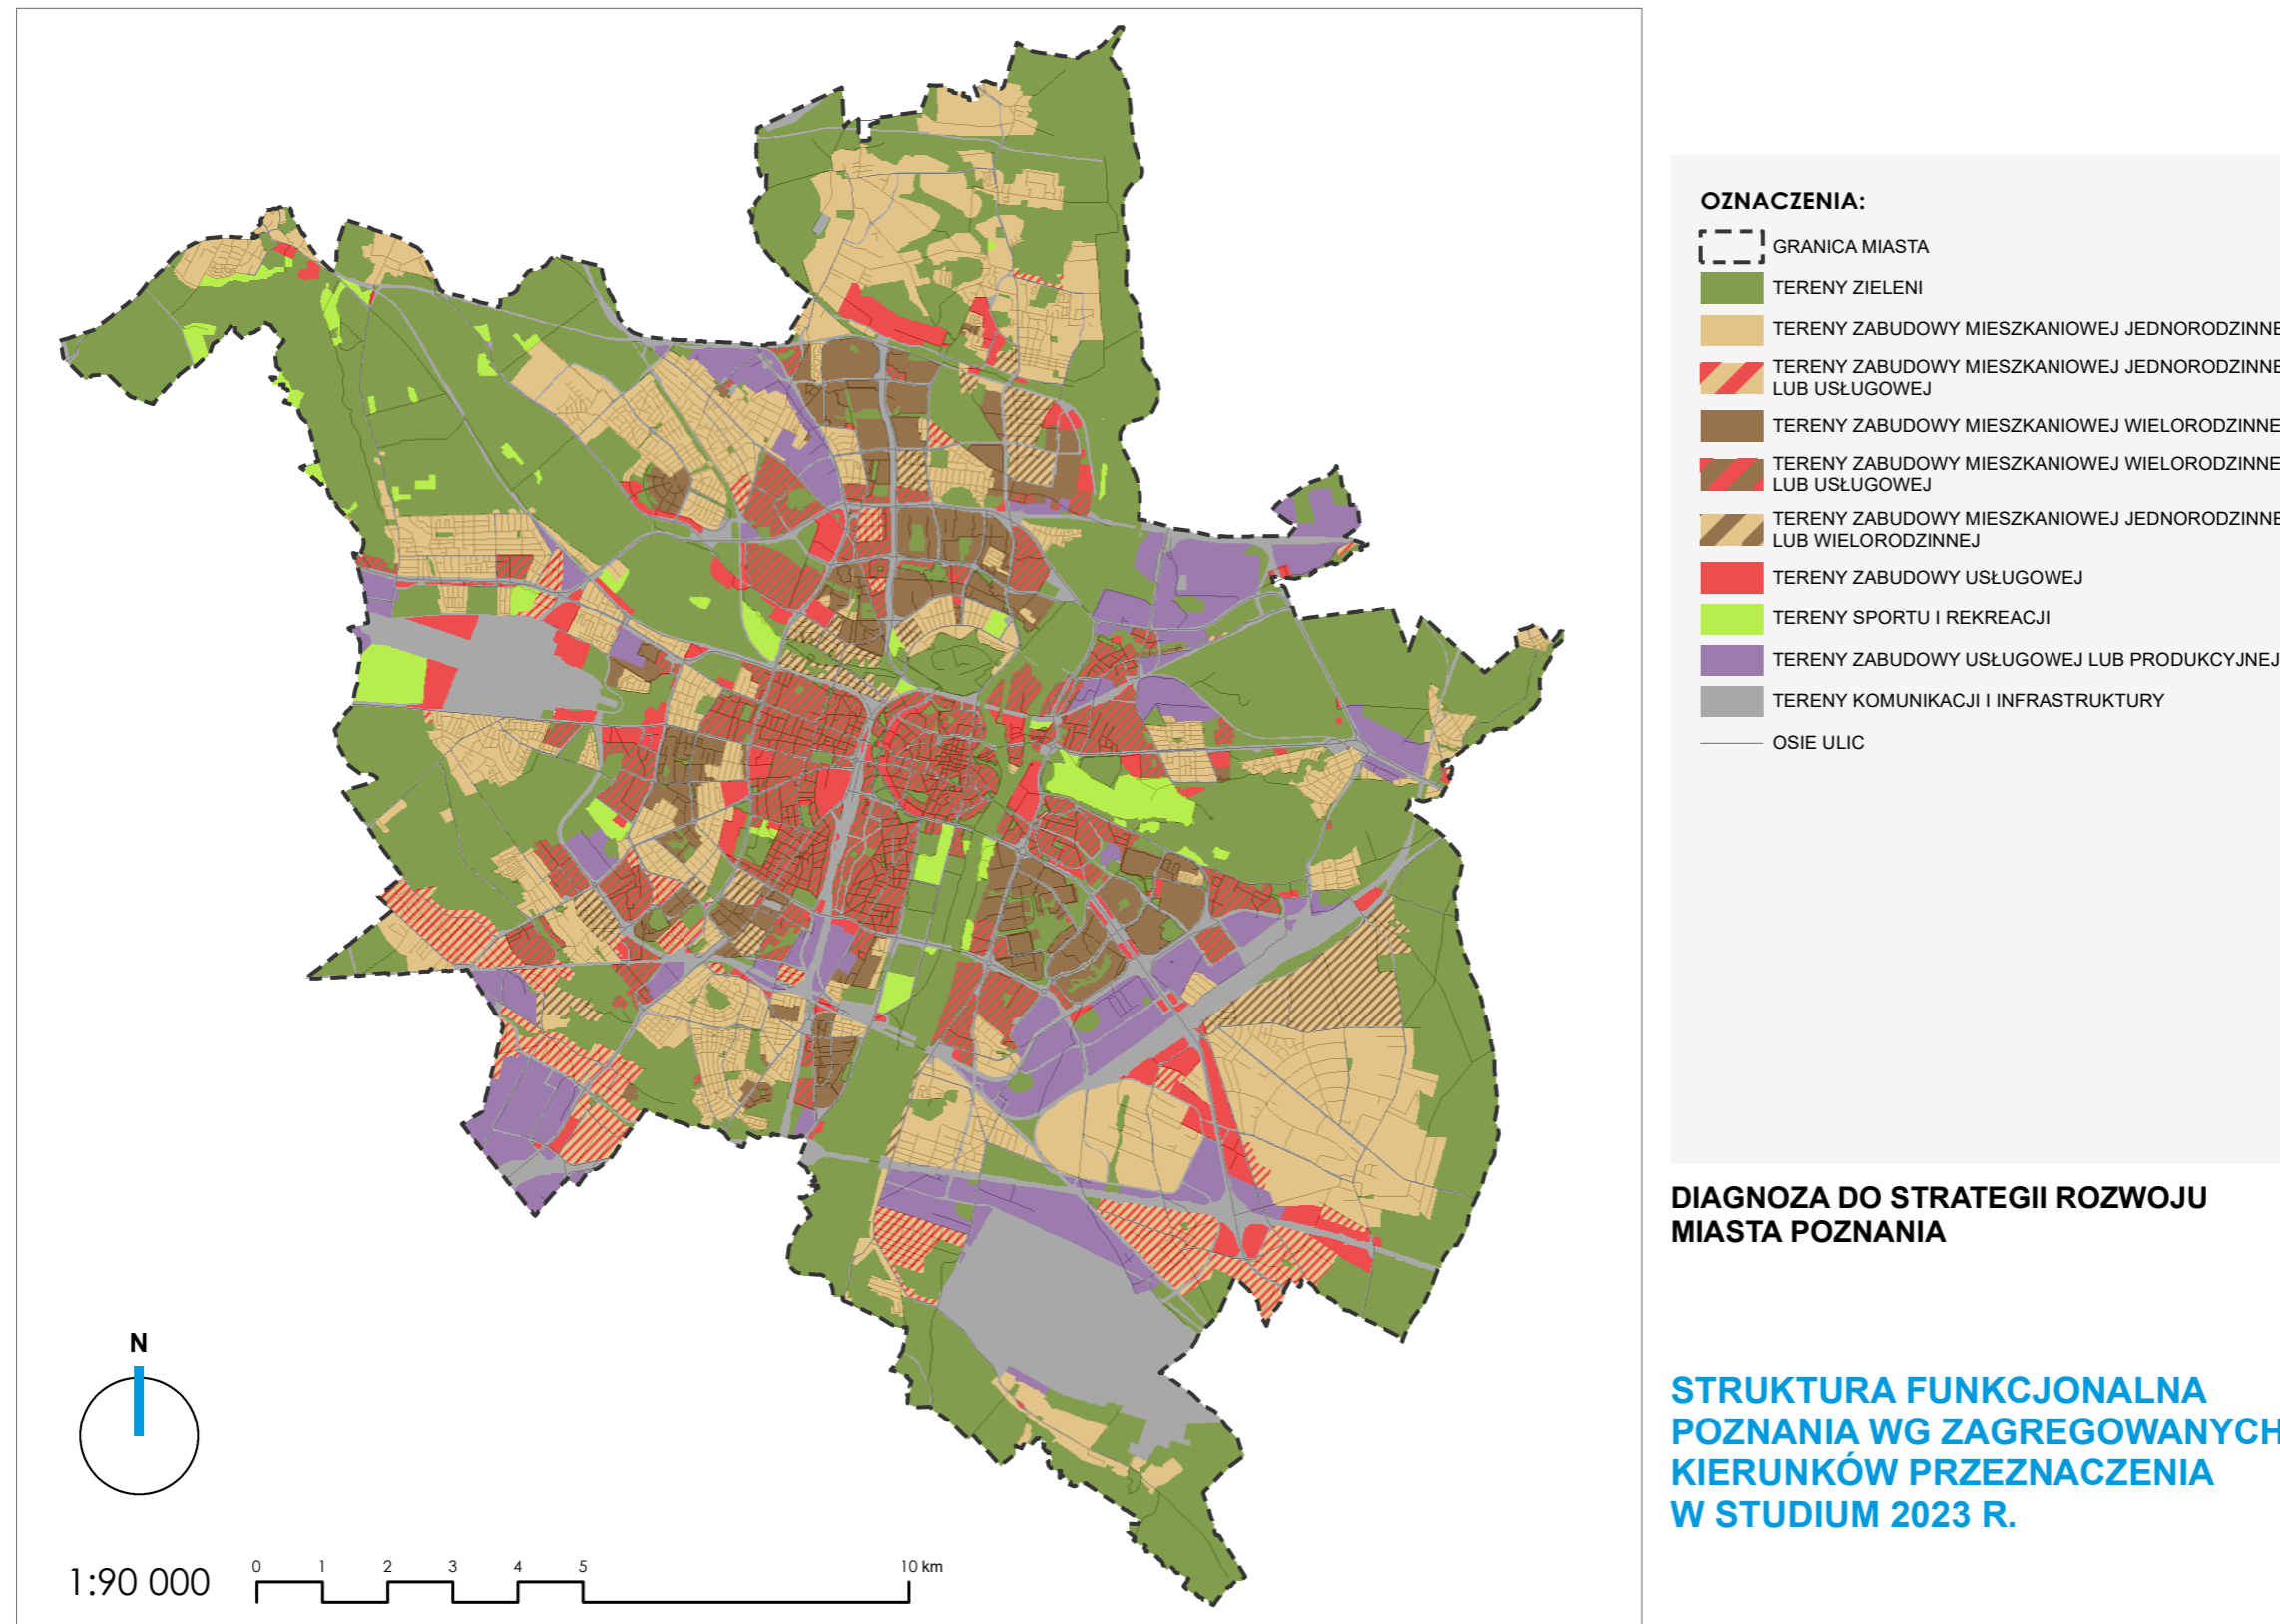 OZNACZENIA:
GRANICA MIASTA
TERENY ZIELENI
TERENY ZABUDOWY MIESZKANIOWEJ JEDNORODZINNE
TERENY ZABUDOWY MIESZKANIOWEJ JEDNORODZINNE
LUB USŁUGOWEJ
TERENY ZABUDOWY MIESZKANIOWEJ WIELORODZINNE
TERENY ZABUDOWY MIESZKANIOWEJ WIELORODZINNE
LUB USŁUGOWEJ
TERENY ZABUDOWY MIESZKANIOWEJ JEDNORODZINNE
LUB WIELORODZINNEJ
TERENY ZABUDOWY USŁUGOWEJ
TERENY SPORTU I REKREACJI
TERENY ZABUDOWY USŁUGOWEJ LUB PRODUKCYJNEJ
TERENY KOMUNIKACJI I INFRASTRUKTURY
OSIE ULIC
DIAGNOZA DO STRATEGII ROZWOJU
MIASTA POZNANIA
STRUKTURA FUNKCJONALNA
POZNANIA WG ZAGREGOWANYCH
KIERUNKÓW PRZEZNACZENIA
W STUDIUM 2023 R.
N
1:90 000
0 1 2 3 4 5 10 km